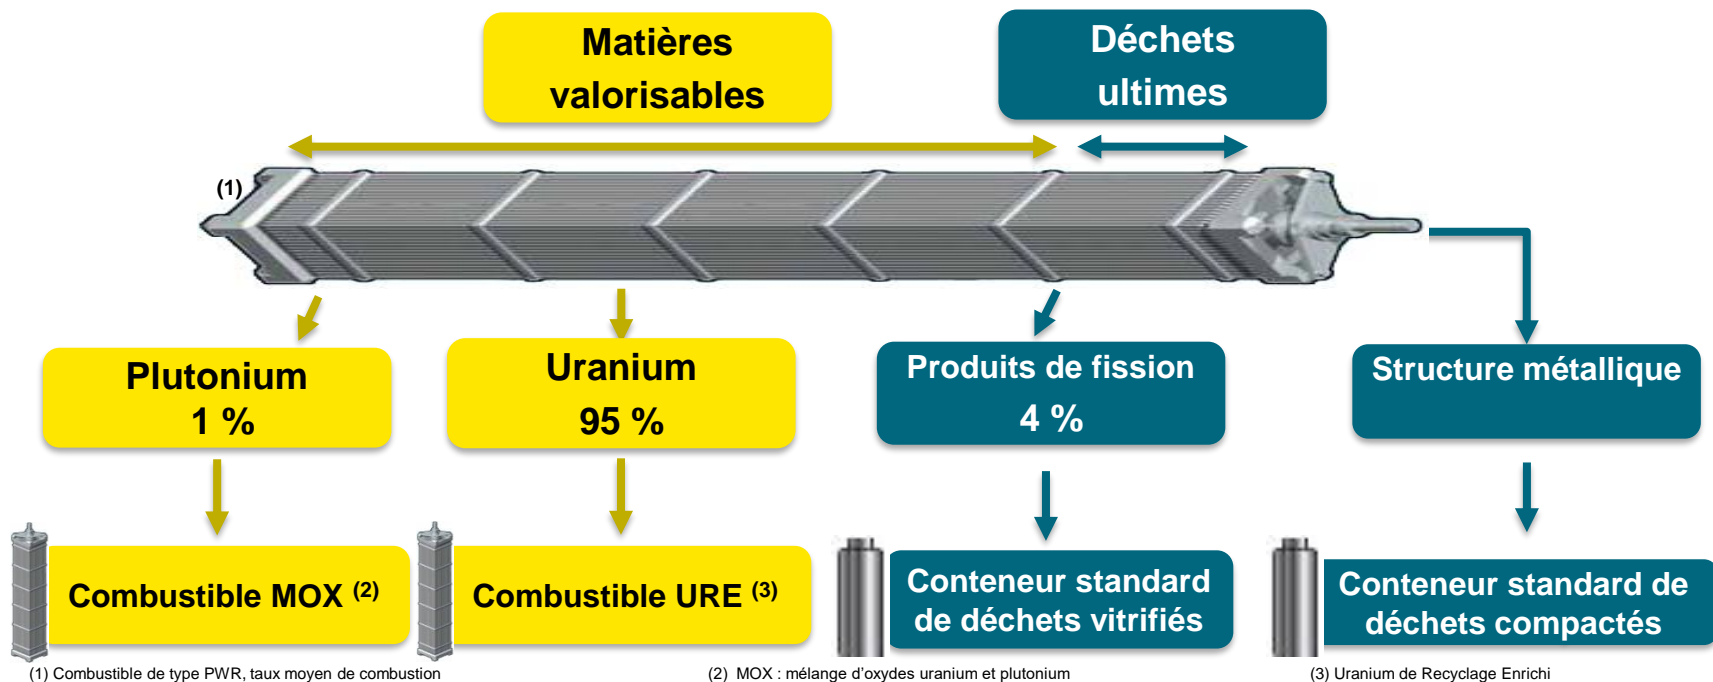 Matières
valorisables
Déchets
ultimes
(1)
Plutonium
1 %
Uranium
95 %
Produits de fission
4 %
Structure métallique
Combustible MOX (2)
Combustible URE (3)
Conteneur standard
de déchets vitrifiés
Conteneur standard de
déchets compactés
(1) Combustible de type PWR, taux moyen de combustion
(2) MOX : mélange d’oxydes uranium et plutonium
(3) Uranium de Recyclage Enrichi